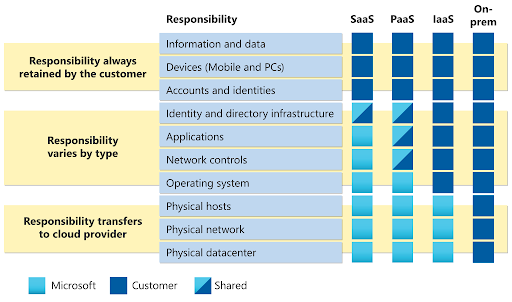 Responsibility
SaaS
PaaS
IaaS
On-
prem
Responsibility always
retained by the customer
Information and data
Devices (Mobile and PCs)
Accounts and identities
Responsibility
varies by type
Identity and directory infrastructure
Applications
Network controls
Operating system
Responsibility transfers
to cloud provider
Physical hosts
Physical network
Physical datacenter
Microsoft
Customer
Shared